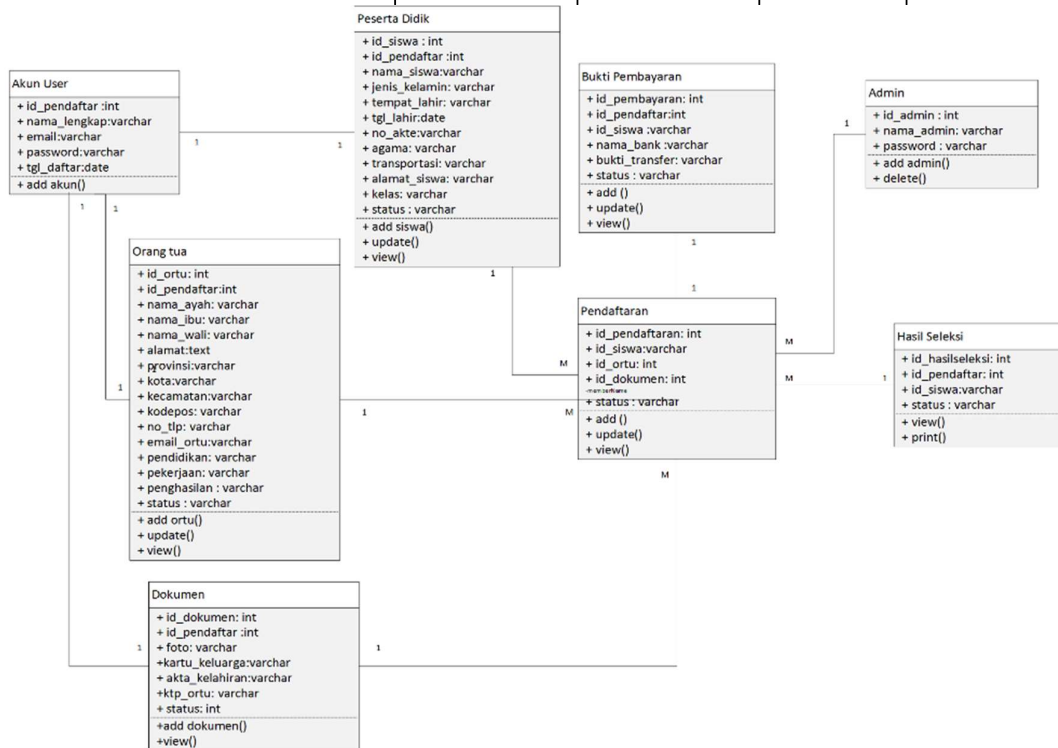 Peserta Didik
+ id_siswa : int
+ id_pendaftar :int
+ nama_siswa:varchar
+ jenis_kelamin: varchar
+ tempat_lahir: varchar
+ tgl_lahir:date
+ no_akte:varchar
+ agama: varchar
+ transportasi: varchar
+ alamat_siswa: varchar
+ kelas: varchar
+ status : varchar
+ add siswa()
+ update()
+ view()
Akun User
+ id_pendaftar :int
+ nama_lengkap:varchar
+ email:varchar
+ password:varchar
+ tgl_daftar:date
+ add akun()
Bukti Pembayaran
+ id_pembayaran: int
+ id_pendaftar:int
+ id_siswa :varchar
+ nama_bank :varchar
+ bukti_transfer: varchar
+ status : varchar
+ add ()
+ update()
+ view()
Admin
+ id_admin : int
+ nama_admin: varchar
+ password : varchar
+ add admin()
+ delete()
1
1
1
1
1
Orang tua
+ id_ortu: int
+ id_pendaftar:int
+ nama_ayah: varchar
+ nama_ibu: varchar
+ nama_wali: varchar
+ alamat:text
+ provinsi:varchar
+ kota:varchar
+ kecamatan:varchar
+ kodepos: varchar
+ no_tlp: varchar
+ email_ortu:varchar
+ pendidikan: varchar
+ pekerjaan: varchar
+ penghasilan : varchar
+ status : varchar
+ add ortu()
+ update()
+ view()
1
1
1
1
1
M
M
Pendaftaran
+ id_pendaftaran: int
+ id_siswa:varchar
+ id_ortu: int
+ id_dokumen: int
-memberName
+ status : varchar
+ add ()
+ update()
+ view()
M
M
1
M
Hasil Seleksi
+ id_hasilseleksi: int
+ id_pendaftar: int
+ id_siswa:varchar
+ status : varchar
+ view()
+ print()
Dokumen
+ id_dokumen: int
+ id_pendaftar :int
+ foto: varchar
+kartu_keluarga:varchar
+ akta_kelahiran:varchar
+ktp_ortu: varchar
+ status: int
+add dokumen()
+view()
1
1